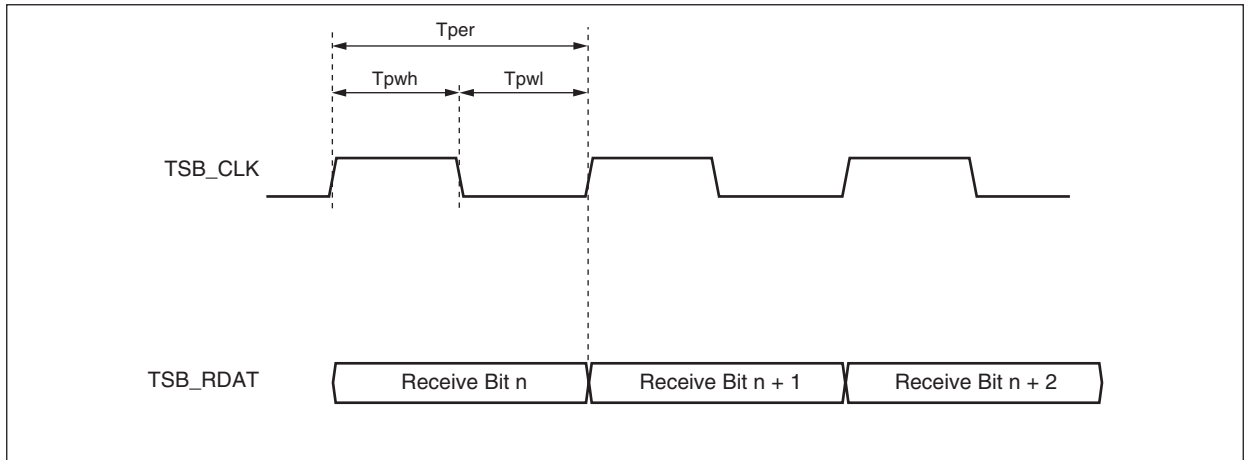 Tper
Tpwh Tpwl
TSB_CLK
TSB_RDAT Receive Bit n Receive Bit n + 1 Receive Bit n + 2